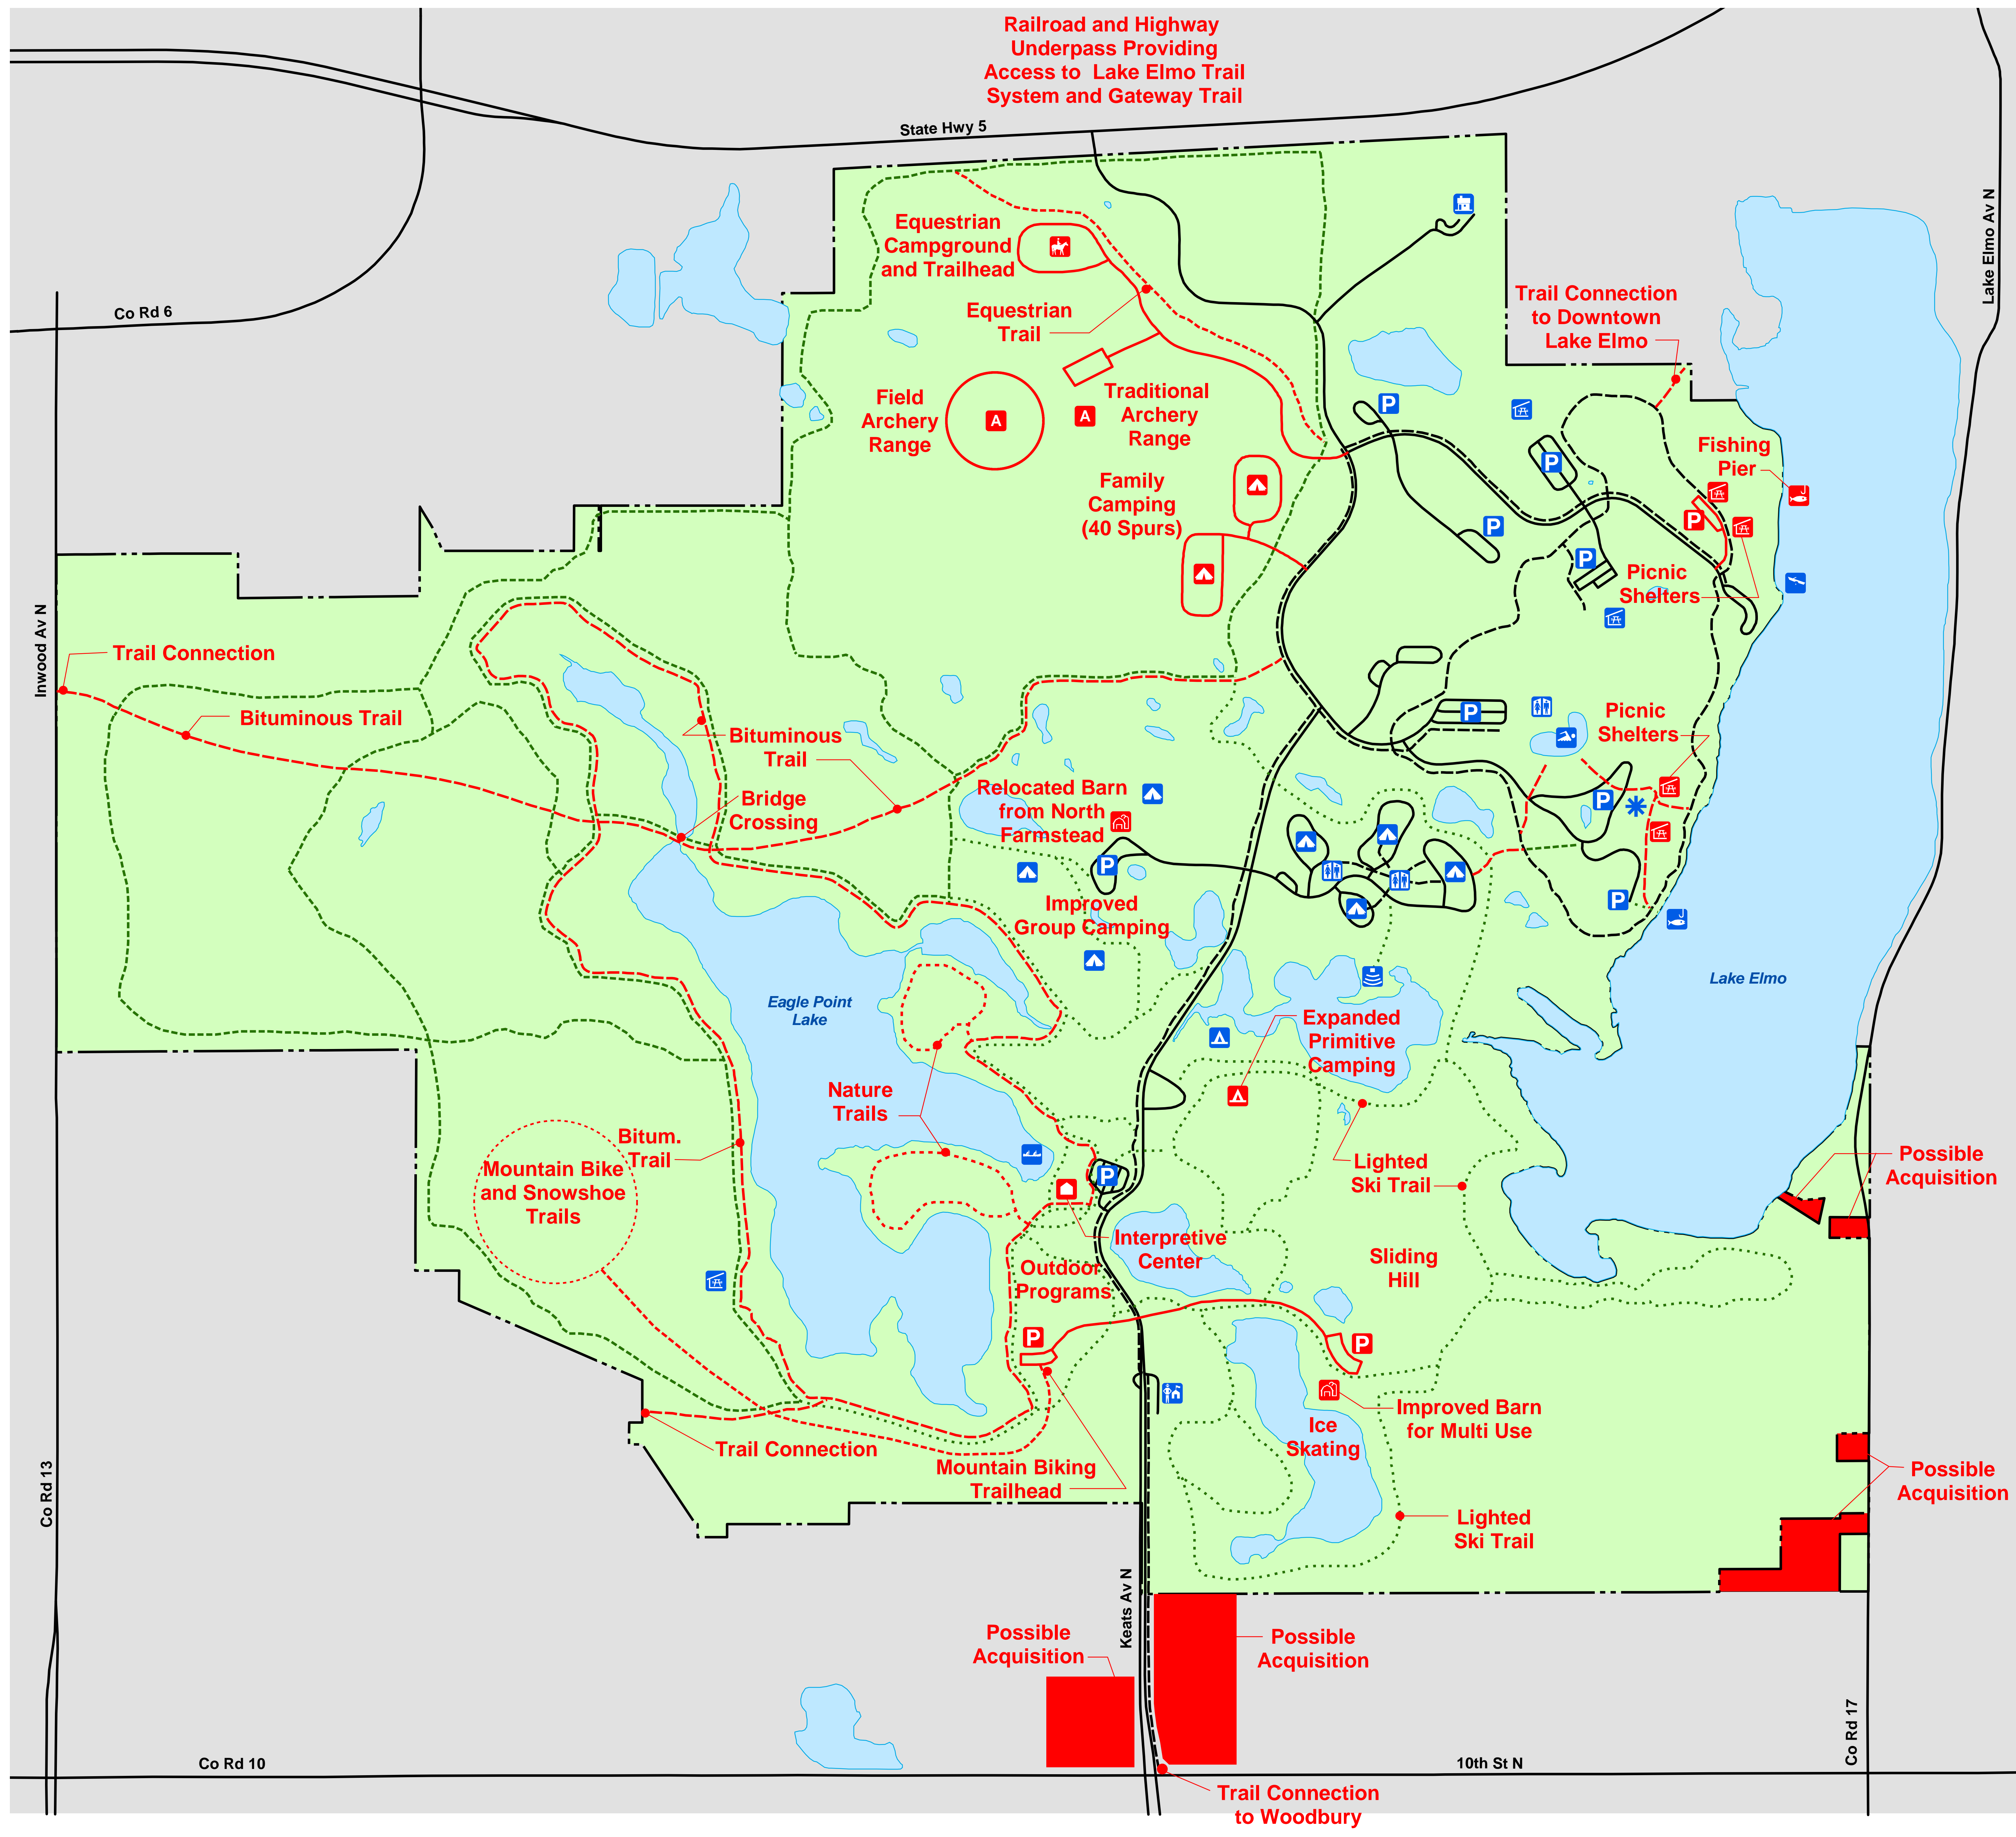 Railroad and Highway
Underpass Providing
Access to Lake Elmo Trail
System and Gateway Trail
State Hwy 5
Lake Elmo Av N
Co Rd 6
Equestrian
Campground
and Trailhead
Equestrian
Trail
Trail Connection
to Downtown
Lake Elmo
Field
Archery
Range
A
A
Traditional
Archery
Range
P
Fishing
Pier
P
Family
Camping
(40 Spurs)
P
P
P
Picnic
Shelters
Inwood Av N
Trail Connection
Bituminous Trail
Bituminous
Trail
P
Picnic
Shelters
Bridge
Crossing
Relocated Barn
from North
Farmstead
P
P
Improved
Group Camping
P
Eagle Point
Lake
Lake Elmo
Expanded
Primitive
Camping
Nature
Trails
Bitum.
Trail
Mountain Bike
and Snowshoe
Trails
P
Lighted
Ski Trail
Possible
Acquisition
Interpretive
Center
Outdoor
Programs
Sliding
Hill
P
P
Improved Barn
for Multi Use
Ice
Skating
Trail Connection
Mountain Biking
Trailhead
Co Rd 13
Possible
Acquisition
Lighted
Ski Trail
Keats Av N
Possible
Acquisition
Possible
Acquisition
Co Rd 17
Co Rd 10
10th St N
Trail Connection
to Woodbury